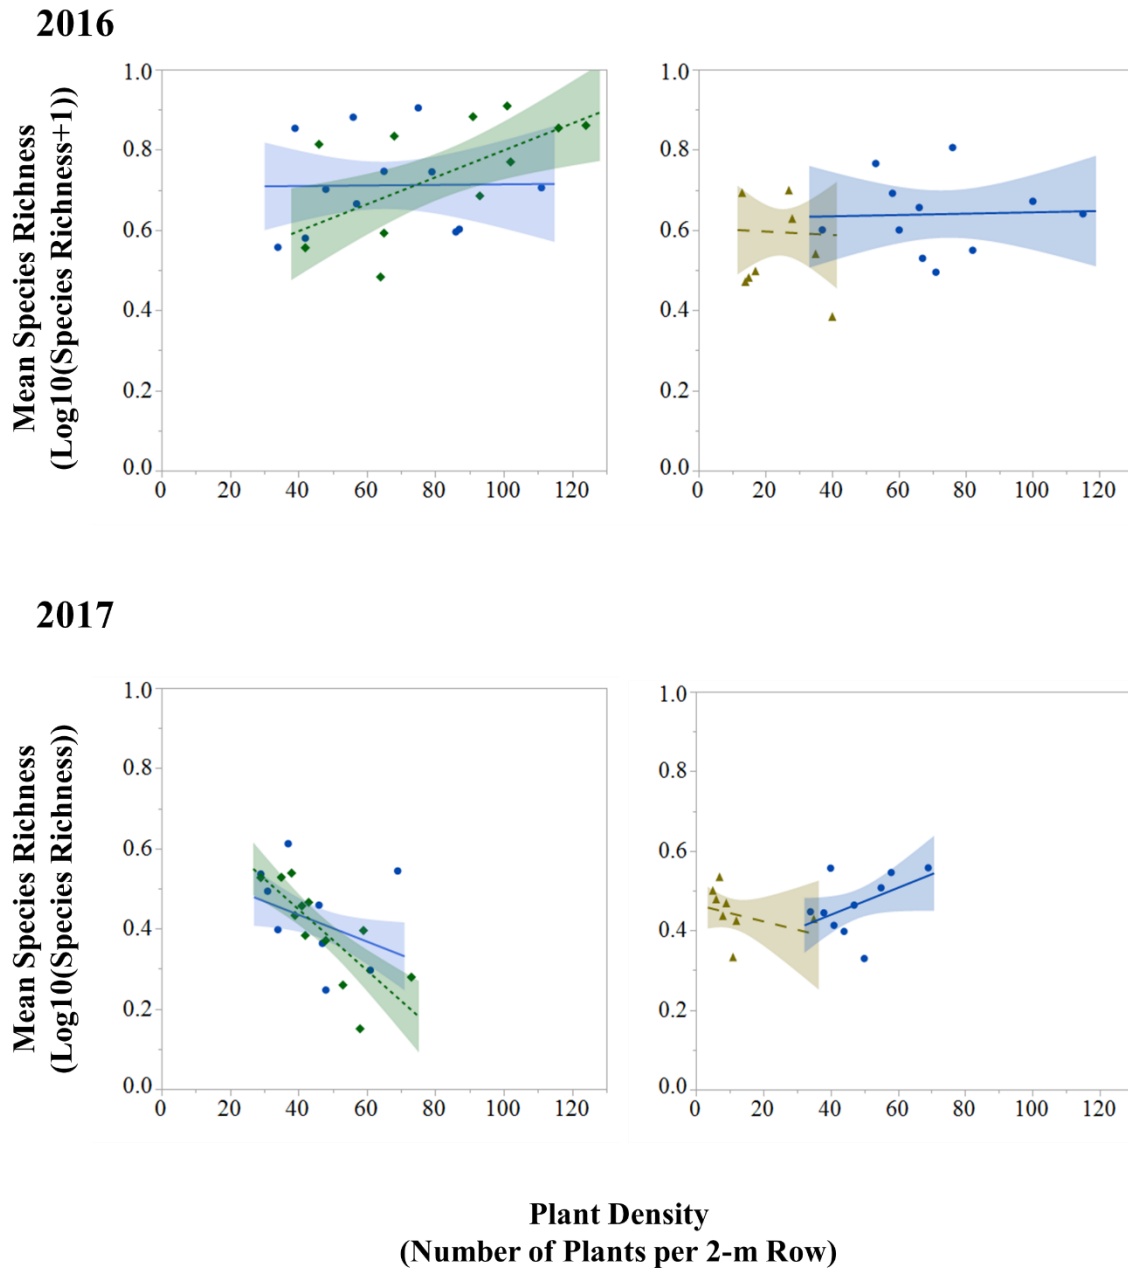 2016
Mean Species Richness
(Log10(Species Richness+1))
1.0
0.8
0.6
0.4
0.2
0.0
0 20 40 60 80 100 120
1.0
0.8
0.6
0.4
0.2
0.0
0 20 40 60 80 100 120
2017
Mean Species Richness
(Log10(Species Richness))
1.0
0.8
0.6
0.4
0.2
0.0
0 20 40 60 80 100 120
1.0
0.8
0.6
0.4
0.2
0.0
0 20 40 60 80 100 120
Plant Density
(Number of Plants per 2-m Row)